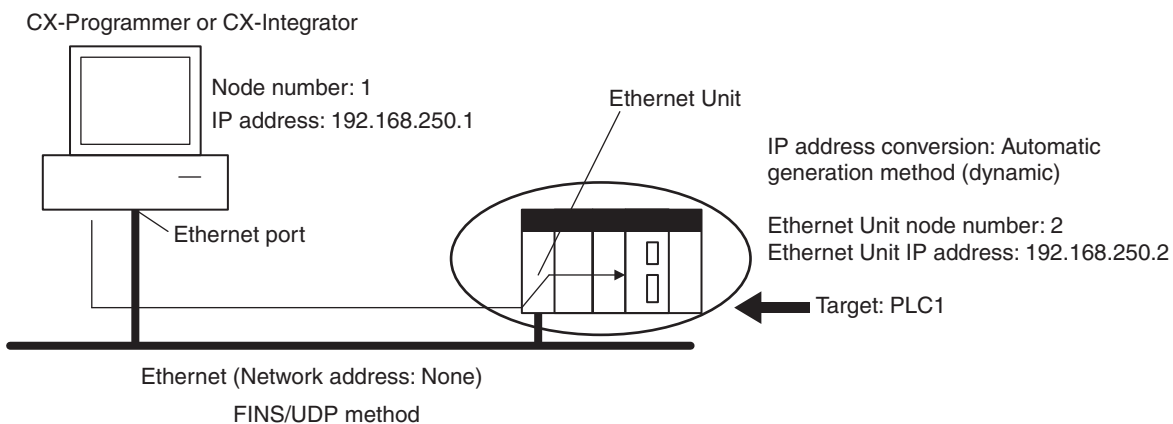 CX-Programmer or CX-Integrator
Node number: 1
IP address: 192.168.250.1
Ethernet Unit
IP address conversion: Automatic
generation method (dynamic)
Ethernet port
Ethernet Unit node number: 2
Ethernet Unit IP address: 192.168.250.2
Target: PLC1
Ethernet (Network address: None)
FINS/UDP method